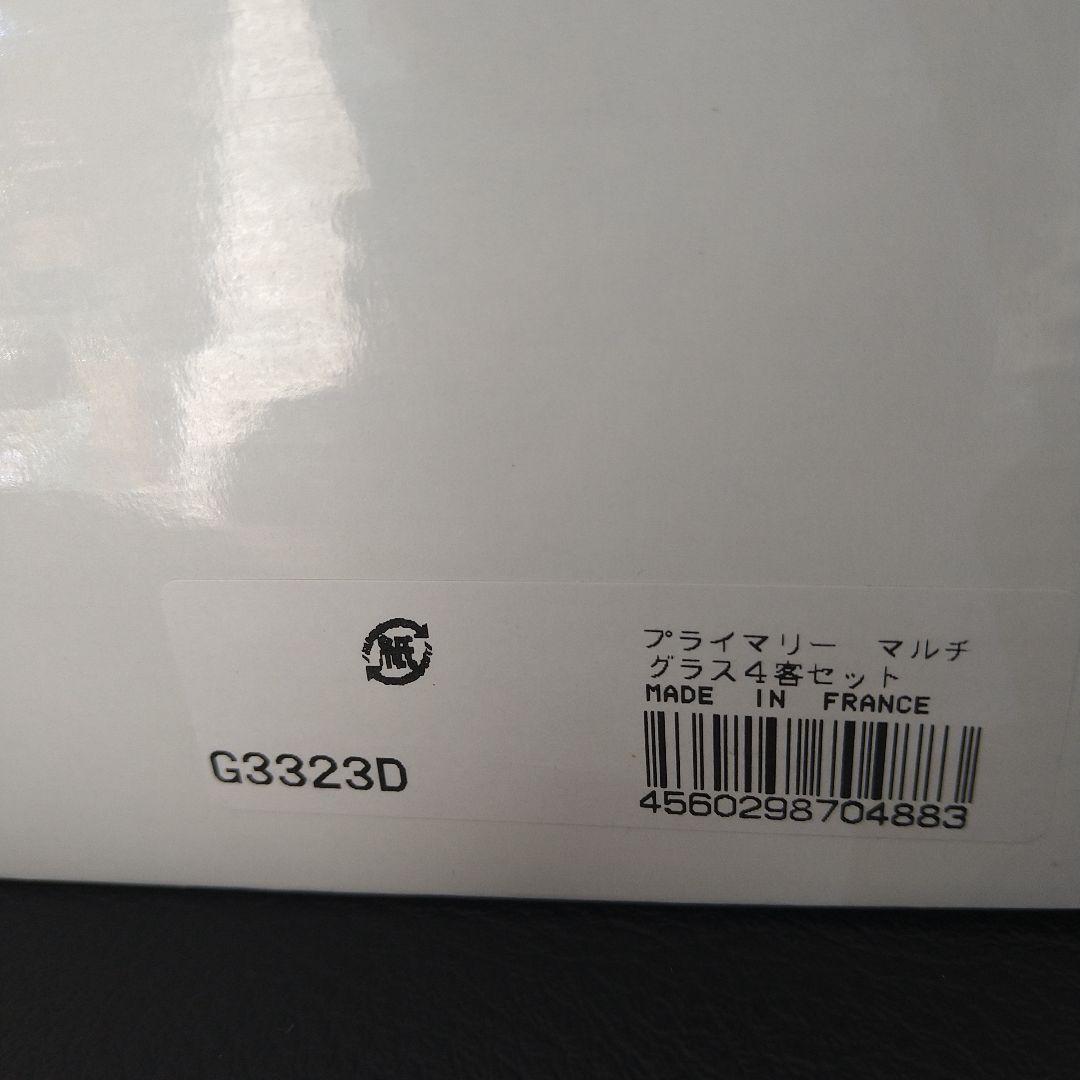 紙
プライマリー　マルチ
グラス4客セット
MADE IN FRANCE
G3323D
4560298704883